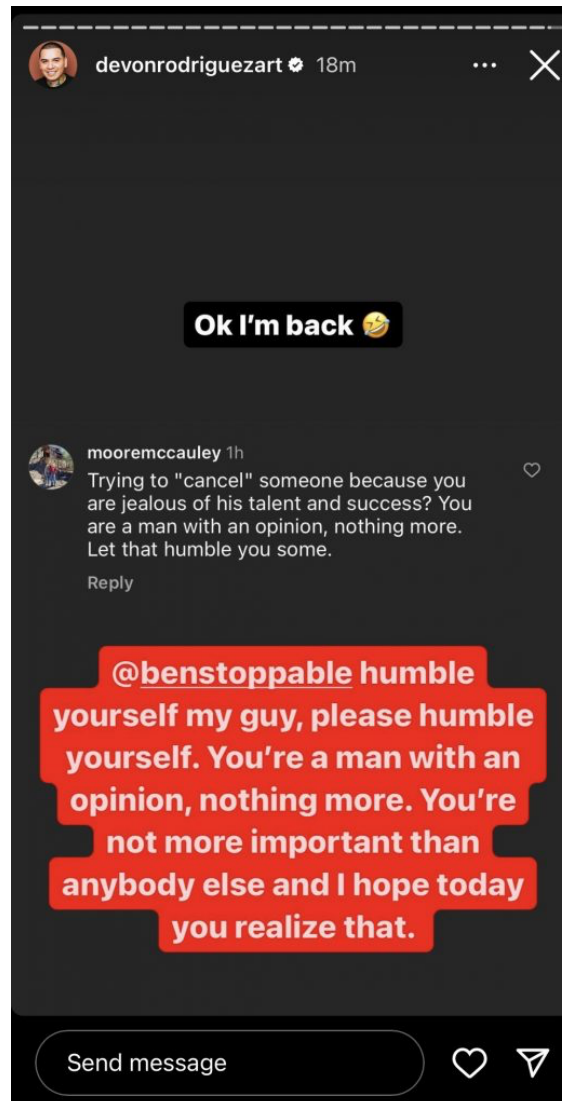 devonrodriguezart 18m
Ok I'm back 🤣
mooremccauley 1h
Trying to "cancel" someone because you
are jealous of his talent and success? You
are a man with an opinion, nothing more.
Let that humble you some.
Reply
@benstoppable humble
yourself my guy, please humble
yourself. You're a man with an
opinion, nothing more. You're
not more important than
anybody else and I hope today
you realize that.
Send message